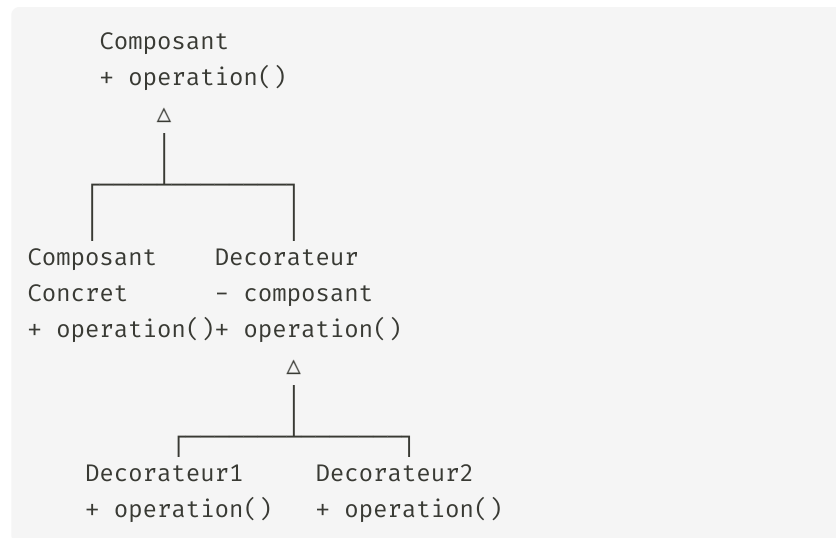 Composant
+ operation()
Composant Decorateur
Concret - composant
+ operation()+ operation()
Decorateur1 Decorateur2
+ operation() + operation()